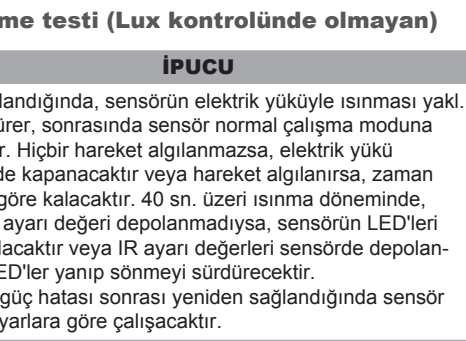 me testi (Lux kontrolünde olmayan)
İPUCU
landığında, sensörün elektrik yüküyle ısınması yakl.
ürer, sonrasında sensör normal çalışma moduna
r. Hiçbir hareket algılanmazsa, elektrik yükü
de kapanacaktır veya hareket algılanırsa, zaman
göre kalacaktır. 40 sn. üzeri ısınma döneminde,
ayarı değeri depolanmadıysa, sensörün LED'leri
lacaktır veya IR ayarı değerleri sensörde depolan-
ED'ler yanıp sönmeyi sürdürecektir.
güç hatası sonrası yeniden sağlandığında sensör
yarlara göre çalışacaktır.